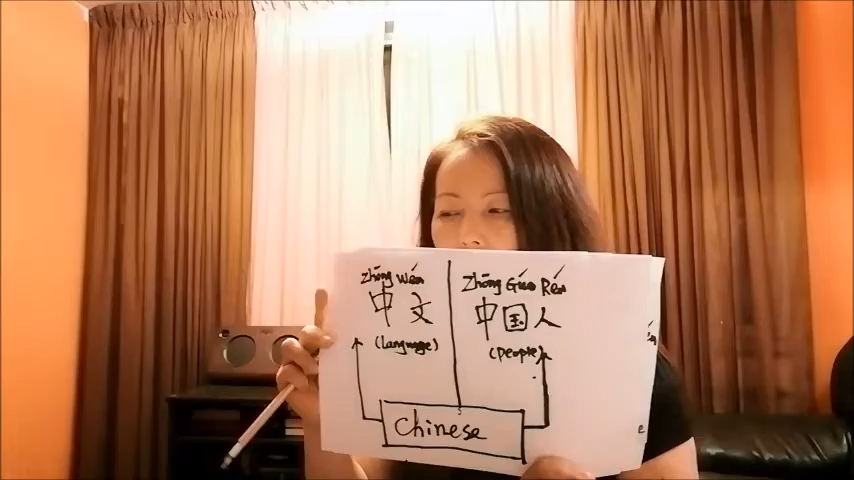 Zhōng Wén
中文
(Language)
Zhōng Guó Rén
中国人
(people)
Chinese